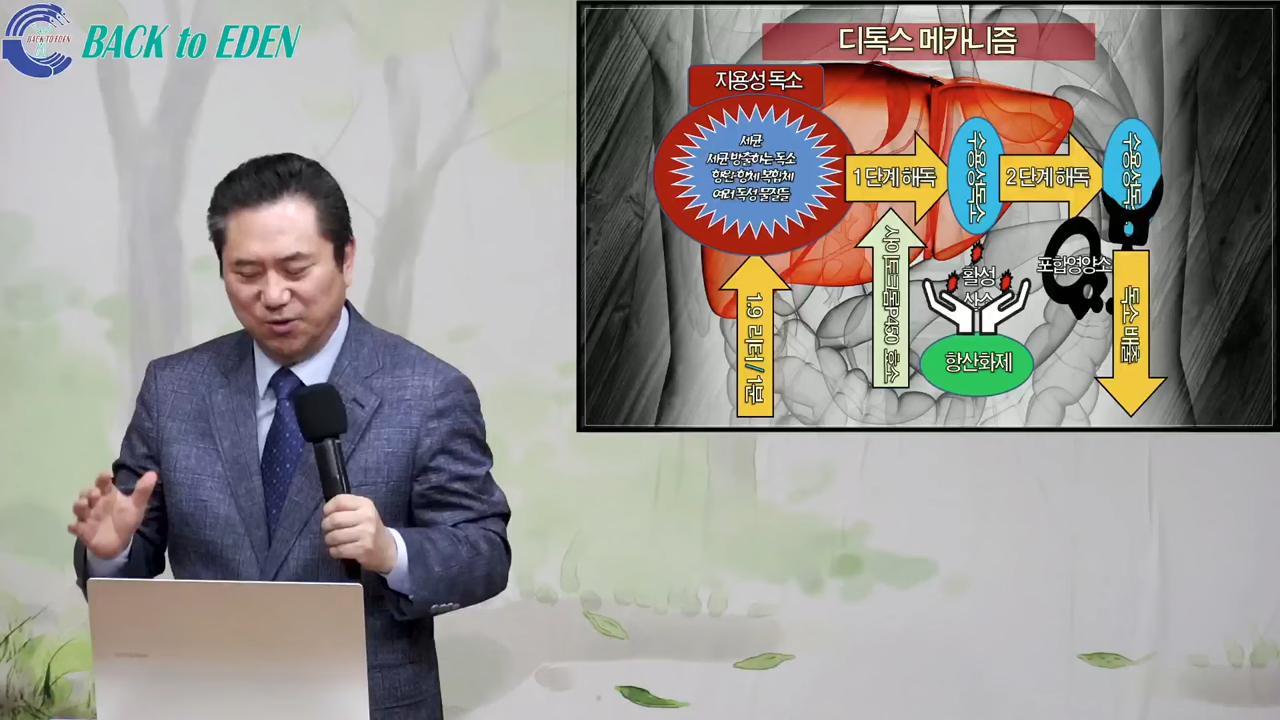 BACK TO EDEN
BACK to EDEN
디톡스 메카니즘
지용성 독소
세균
세균 방출하는 독소
항원-항체 복합체
여러 독성 물질들
1 단계 해독
수용성독소
2 단계 해독
수용성독
사이토크롬P450 효소
활성
산소
포합영양소
1.9 리터/1분
항산화제
독소 배출